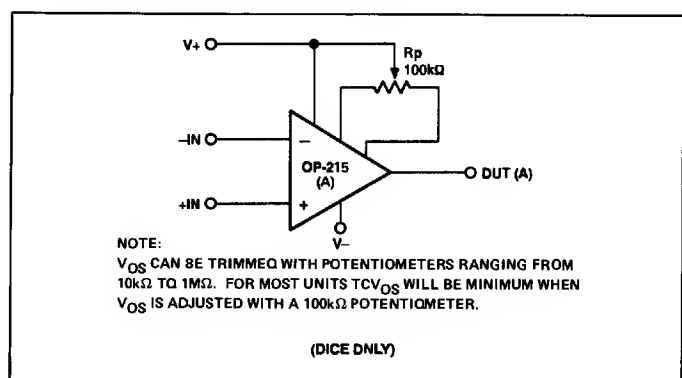 V+
Rp
100kΩ
–IN
–
OP-215
(A)
DUT (A)
+IN
+
V–
NOTE:
VOS CAN 8E TRIMMEQ WITH POTENTIOMETERS RANGING FROM
10kΩ TQ 1MΩ. FOR MOST UNITS TCVOS WILL BE MINIMUM WHEN
VOS IS ADJUSTED WITH A 100kΩ POTENTIQMETER.
(DICE DNLY)